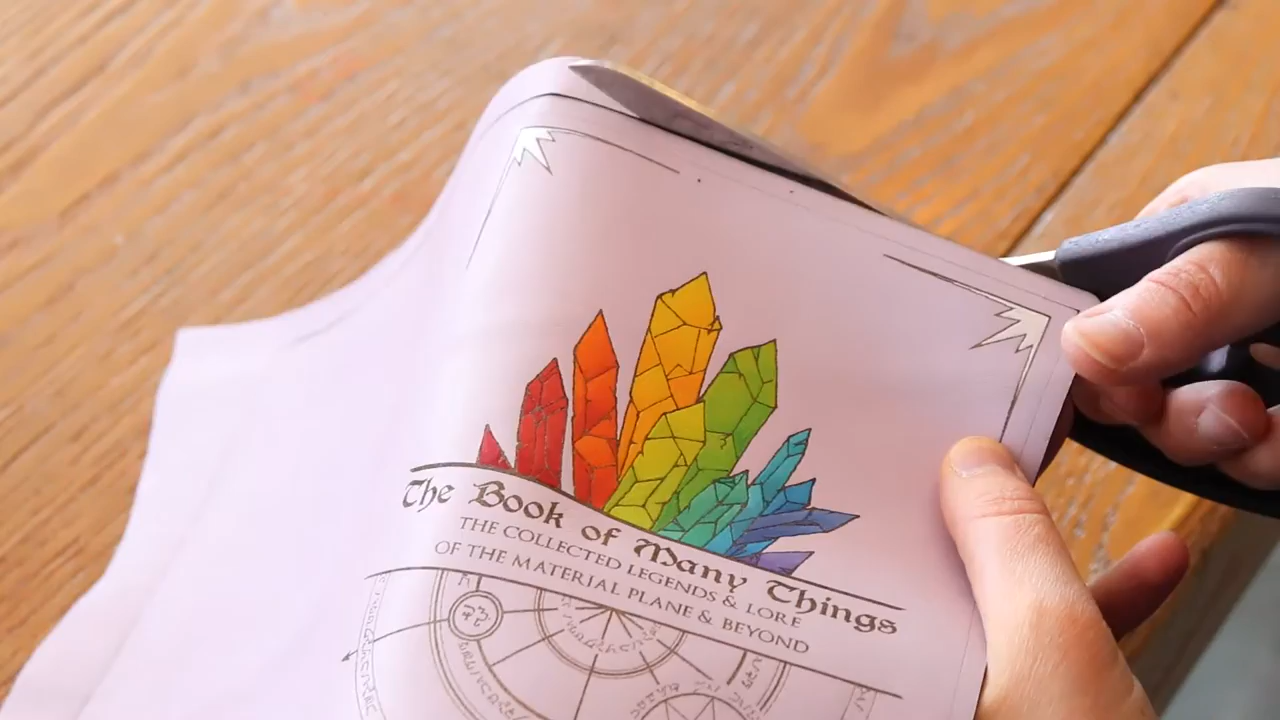 The Book of Many Things
THE COLLECTED LEGENDS & LORE
OF THE MATERIAL PLANE & BEYOND